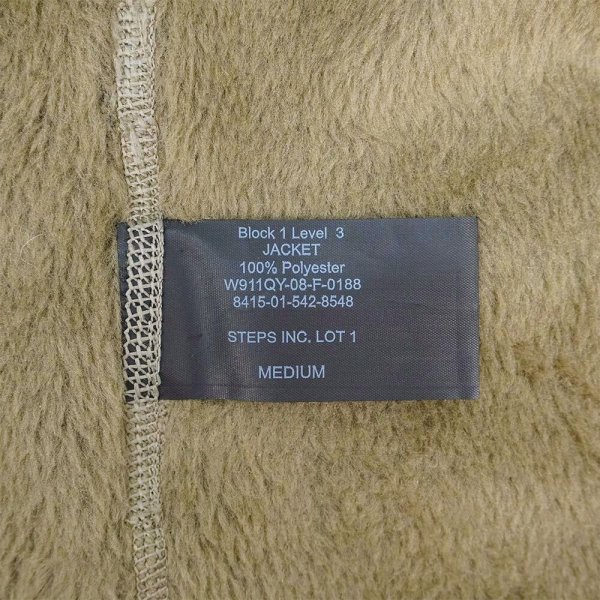 Block 1 Level 3
JACKET
100% Polyester
W911QY-08-F-0188
8415-01-542-8548
STEPS INC. LOT 1
MEDIUM